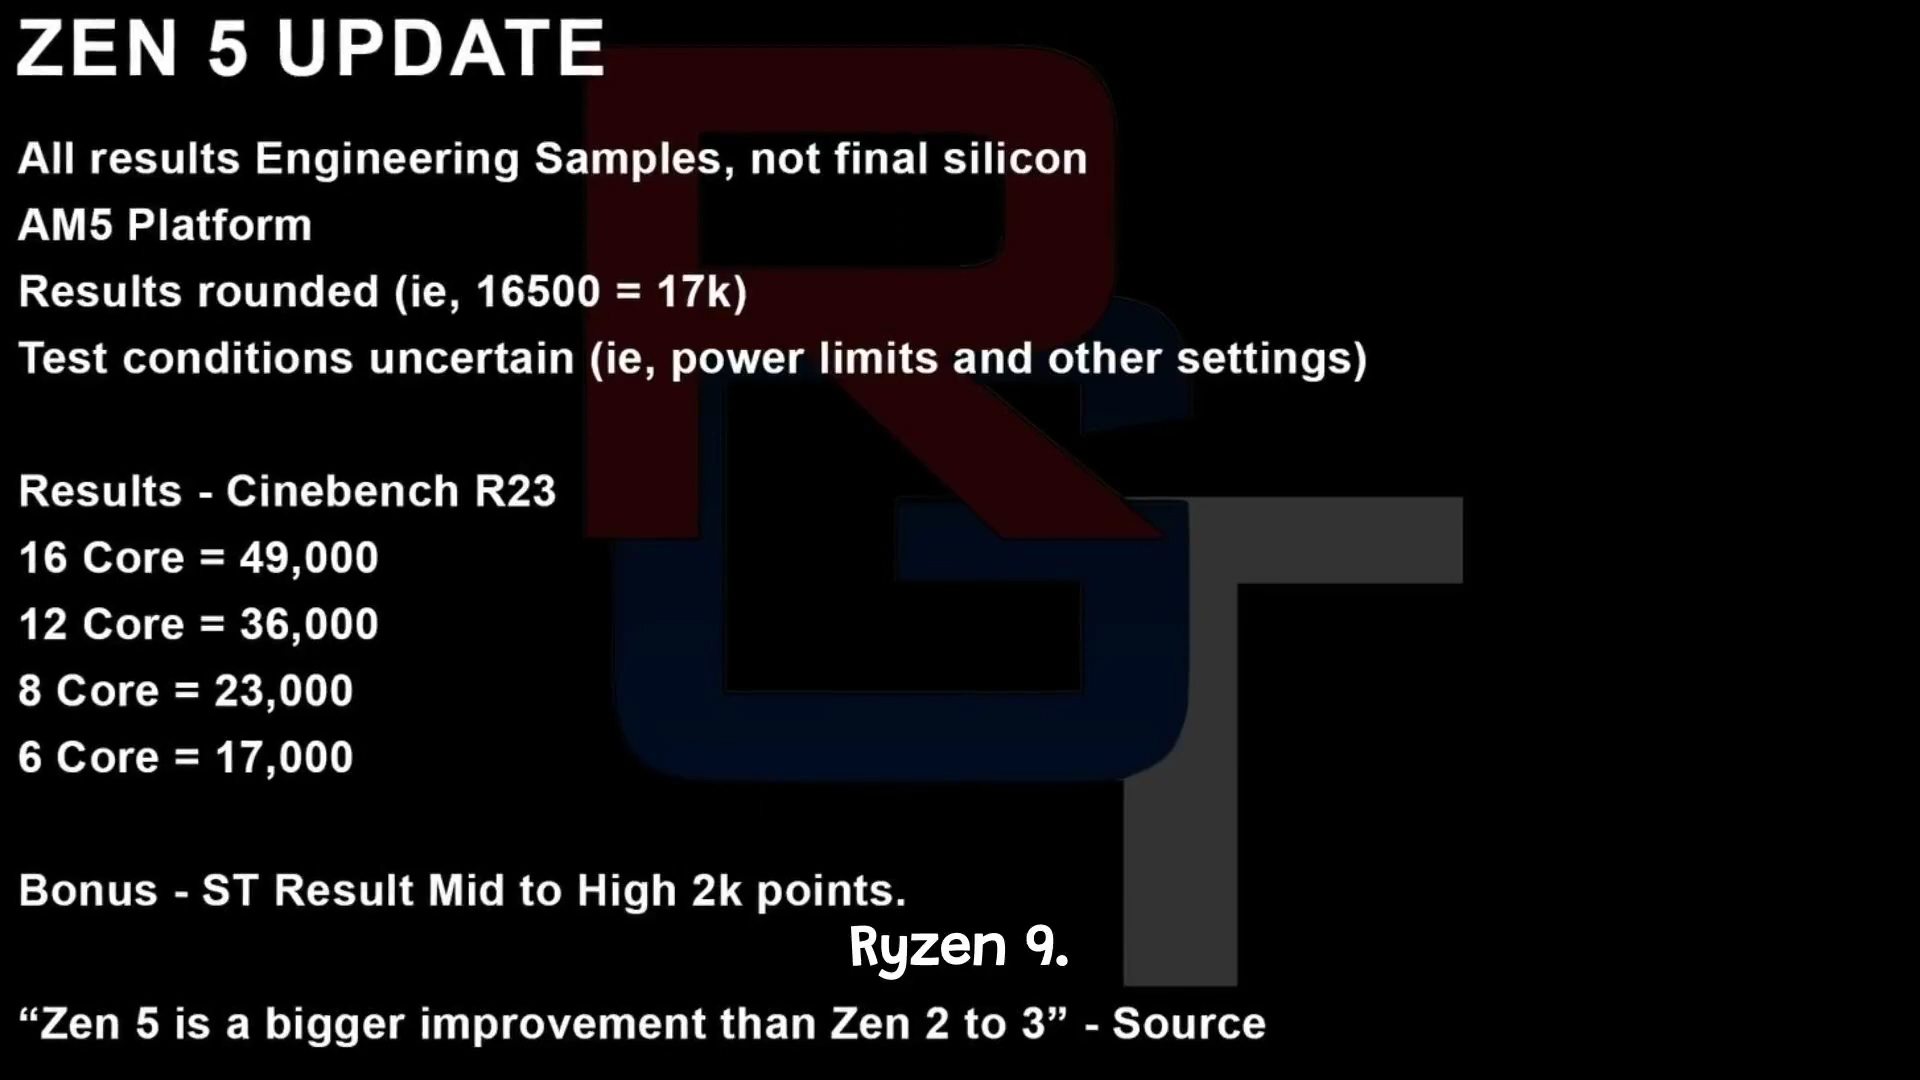 ZEN 5 UPDATE
All results Engineering Samples, not final silicon
AM5 Platform
Results rounded (ie, 16500 = 17k)
Test conditions uncertain (ie, power limits and other settings)
Results - Cinebench R23
16 Core = 49,000
12 Core = 36,000
8 Core = 23,000
6 Core = 17,000
Bonus - ST Result Mid to High 2k points.
Ryzen 9.
“Zen 5 is a bigger improvement than Zen 2 to 3” - Source
RGT